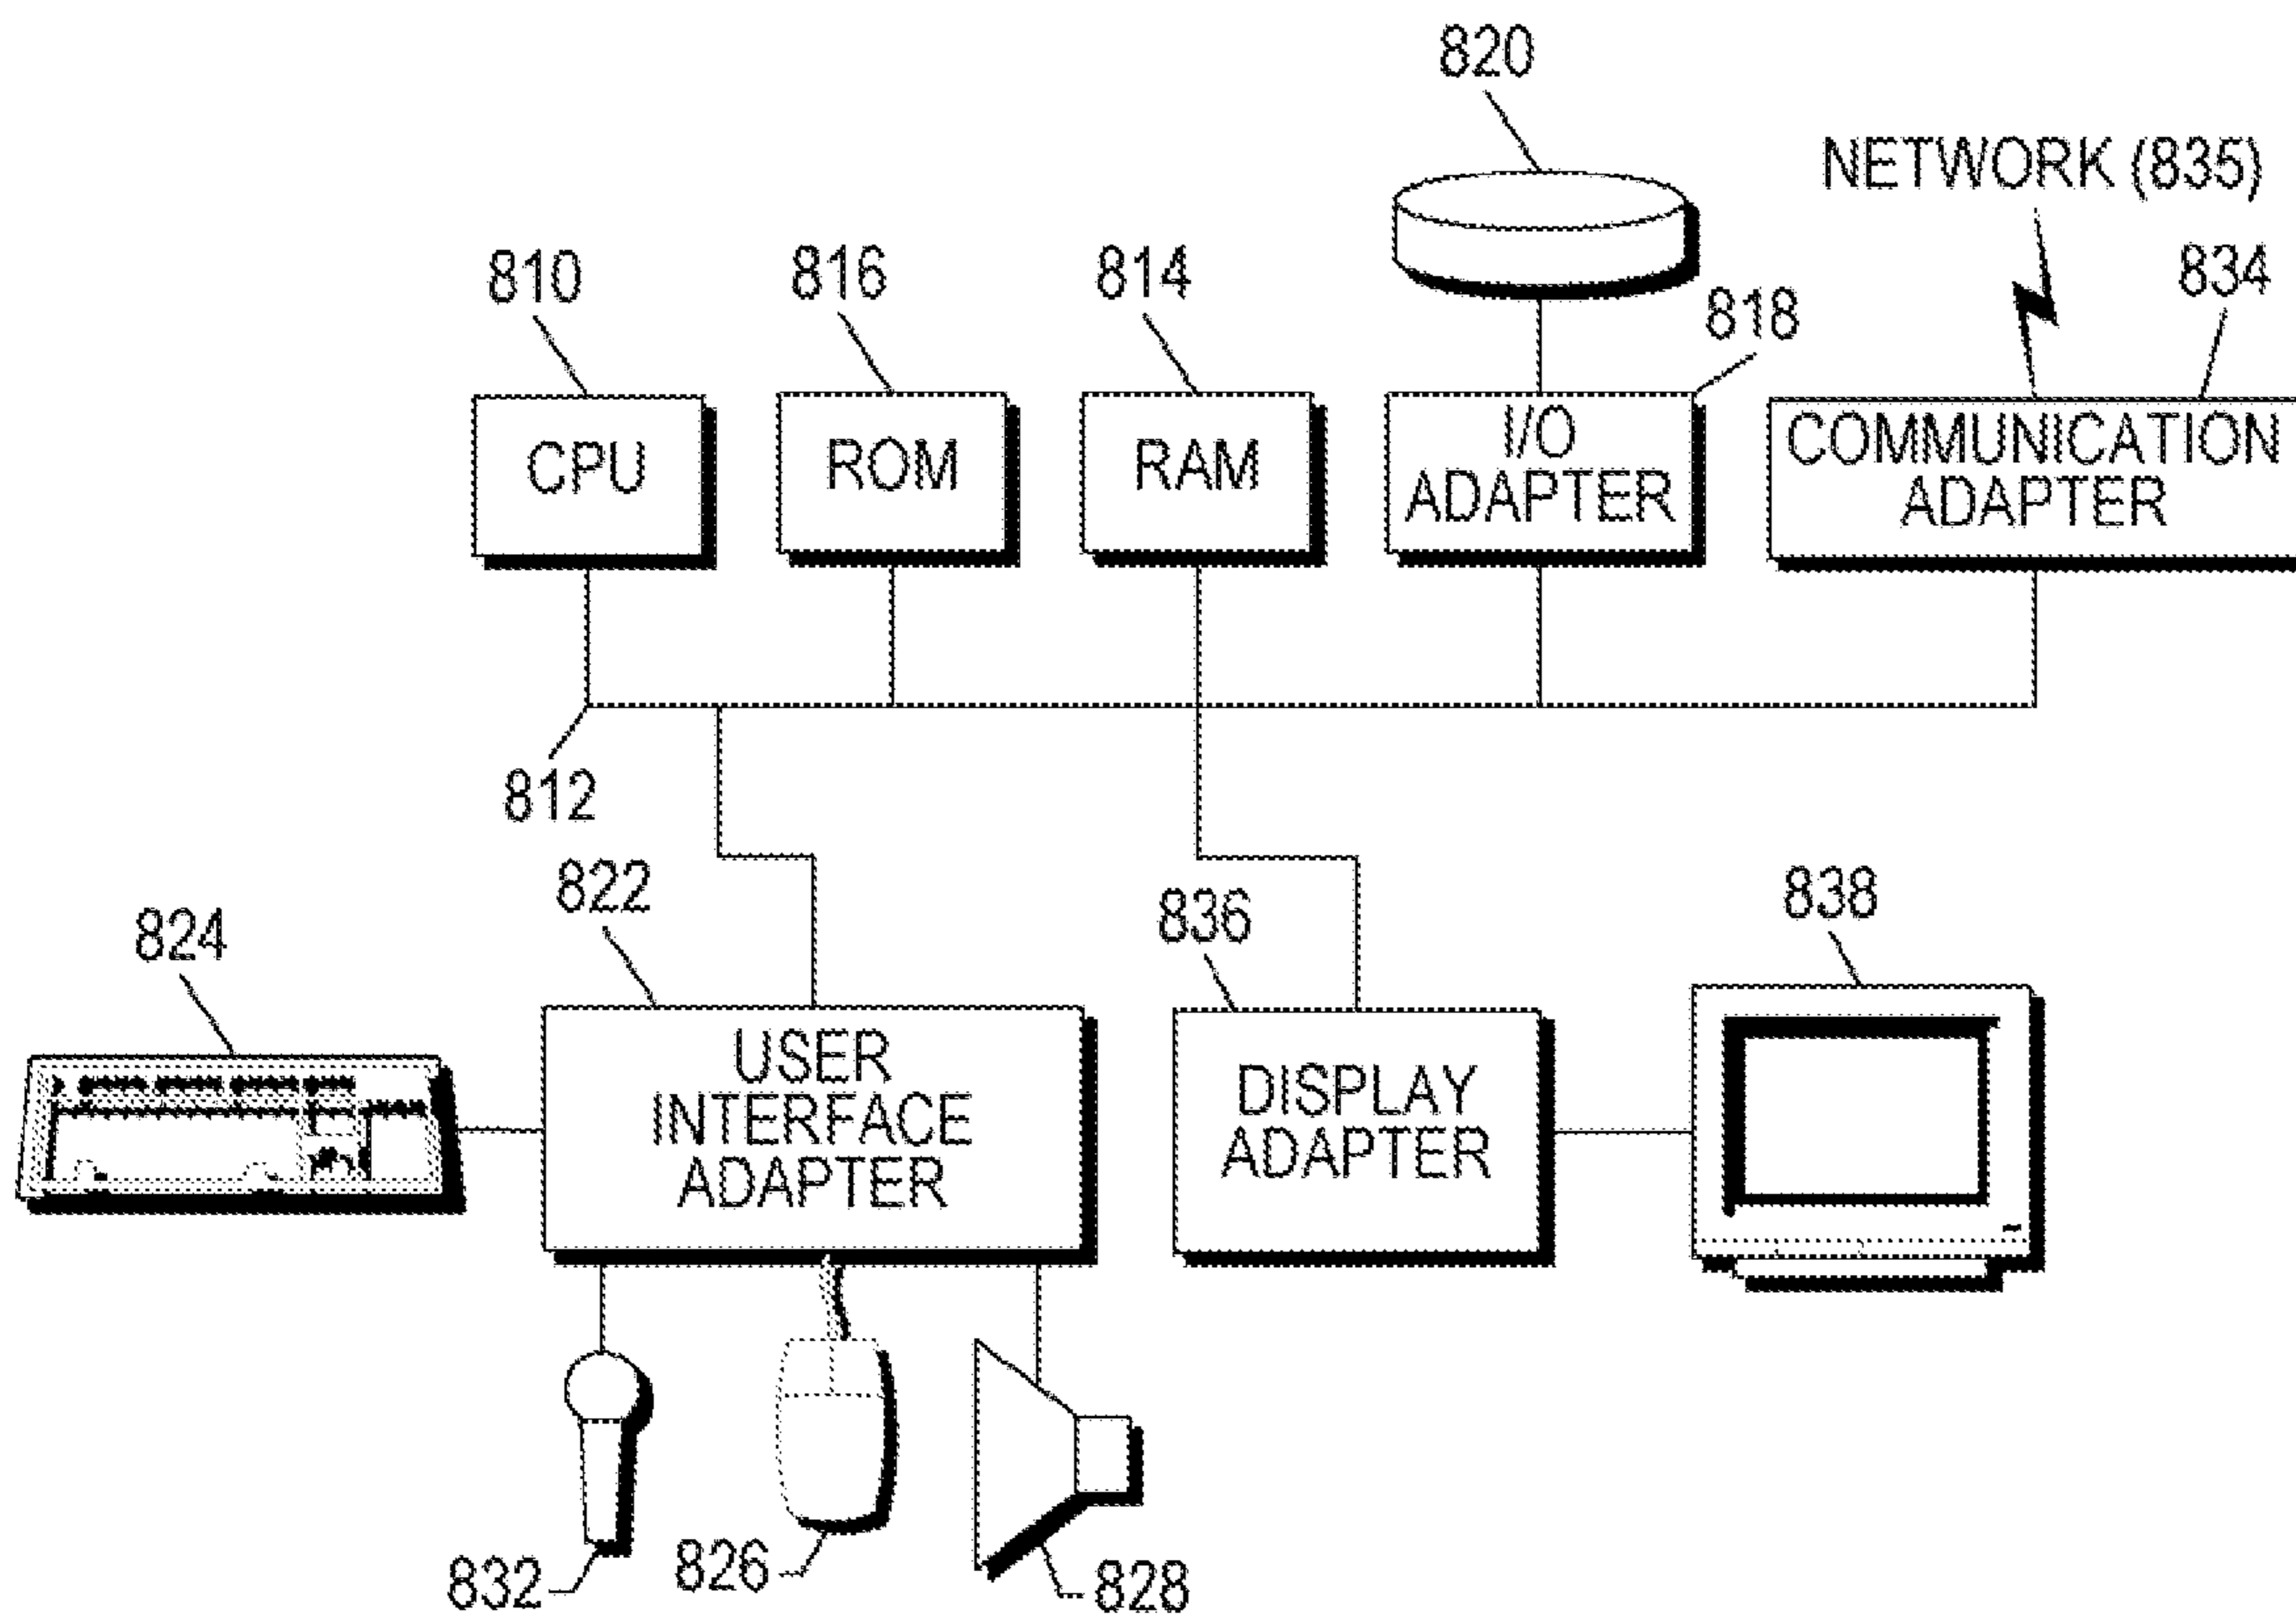 820
NETWORK (835)
810
816
814
818
834
CPU
ROM
RAM
I/O
ADAPTER
COMMUNICATION
ADAPTER
812
822
824
836
838
USER
INTERFACE
ADAPTER
DISPLAY
ADAPTER
832
826
828